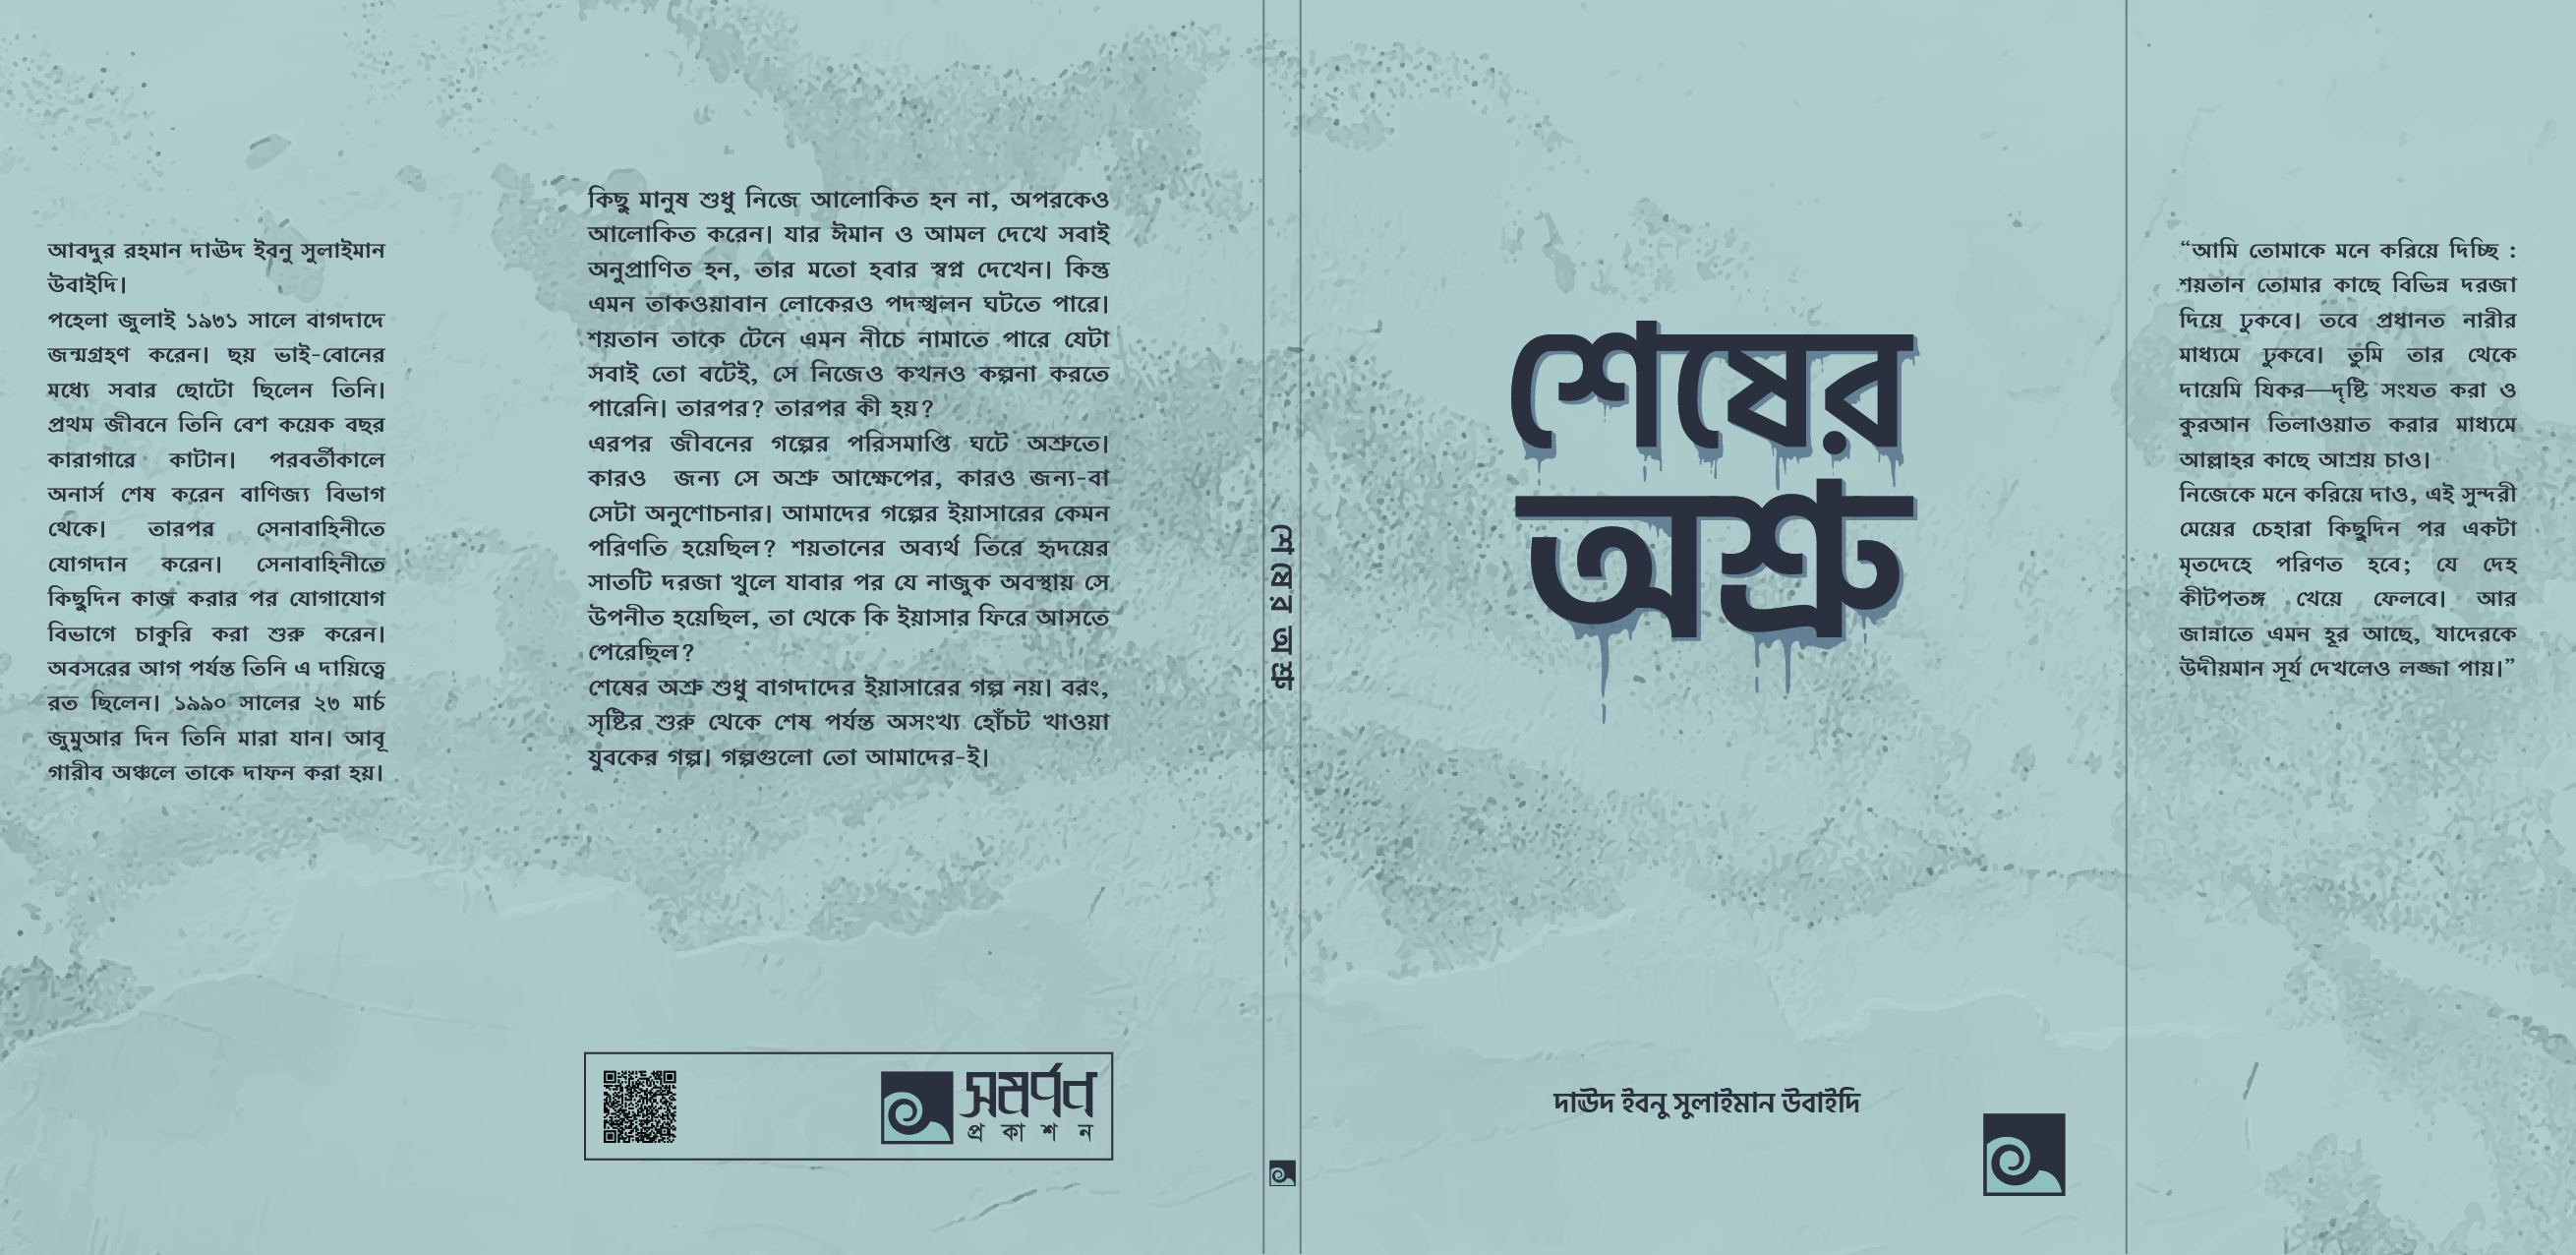 আবদুর রহমান দাঊদ ইবনু সুলাইমান
উবাইদি।
পহেলা জুলাই ১৯৩১ সালে বাগদাদে
জন্মগ্রহণ করেন। ছয় ভাই-বোনের
মধ্যে সবার ছোটো ছিলেন তিনি।
প্রথম জীবনে তিনি বেশ কয়েক বছর
কারাগারে কাটান। পরবর্তীকালে
অনার্স শেষ করেন বাণিজ্য বিভাগ
থেকে। তারপর সেনাবাহিনীতে
যোগদান করেন। সেনাবাহিনীতে
কিছুদিন কাজ করার পর যোগাযোগ
বিভাগে চাকুরি করা শুরু করেন।
অবসরের আগ পর্যন্ত তিনি এ দায়িত্বে
রত ছিলেন। ১৯৯০ সালের ২৩ মার্চ
জুমুআর দিন তিনি মারা যান। আবূ
গারীব অঞ্চলে তাকে দাফন করা হয়।
কিছু মানুষ শুধু নিজে আলোকিত হন না, অপরকেও
আলোকিত করেন। যার ঈমান ও আমল দেখে সবাই
অনুপ্রাণিত হন, তার মতো হবার স্বপ্ন দেখেন। কিন্তু
এমন তাকওয়াবান লোকেরও পদস্খলন ঘটতে পারে।
শয়তান তাকে টেনে এমন নীচে নামাতে পারে যেটা
সবাই তো বটেই, সে নিজেও কখনও কল্পনা করতে
পারেনি। তারপর? তারপর কী হয়?
এরপর জীবনের গল্পের পরিসমাপ্তি ঘটে অশ্রুতে।
কারও জন্য সে অশ্রু আক্ষেপের, কারও জন্য-বা
সেটা অনুশোচনার। আমাদের গল্পের ইয়াসারের কেমন
পরিণতি হয়েছিল? শয়তানের অব্যর্থ তিরে হৃদয়ের
সাতটি দরজা খুলে যাবার পর যে নাজুক অবস্থায় সে
উপনীত হয়েছিল, তা থেকে কি ইয়াসার ফিরে আসতে
পেরেছিল?
শেষের অশ্রু শুধু বাগদাদের ইয়াসারের গল্প নয়। বরং,
সৃষ্টির শুরু থেকে শেষ পর্যন্ত অসংখ্য হোঁচট খাওয়া
যুবকের গল্প। গল্পগুলো তো আমাদের-ই।
সমর্পণ
প্রকাশন
শেষের অশ্রু
শেষের
অশ্রু
দাঊদ ইবনু সুলাইমান উবাইদি
“আমি তোমাকে মনে করিয়ে দিচ্ছি :
শয়তান তোমার কাছে বিভিন্ন দরজা
দিয়ে ঢুকবে। তবে প্রধানত নারীর
মাধ্যমে ঢুকবে। তুমি তার থেকে
দায়েমি যিকর—দৃষ্টি সংযত করা ও
কুরআন তিলাওয়াত করার মাধ্যমে
আল্লাহর কাছে আশ্রয় চাও।
নিজেকে মনে করিয়ে দাও, এই সুন্দরী
মেয়ের চেহারা কিছুদিন পর একটা
মৃতদেহে পরিণত হবে; যে দেহ
কীটপতঙ্গ খেয়ে ফেলবে। আর
জান্নাতে এমন হূর আছে, যাদেরকে
উদীয়মান সূর্য দেখলেও লজ্জা পায়।”